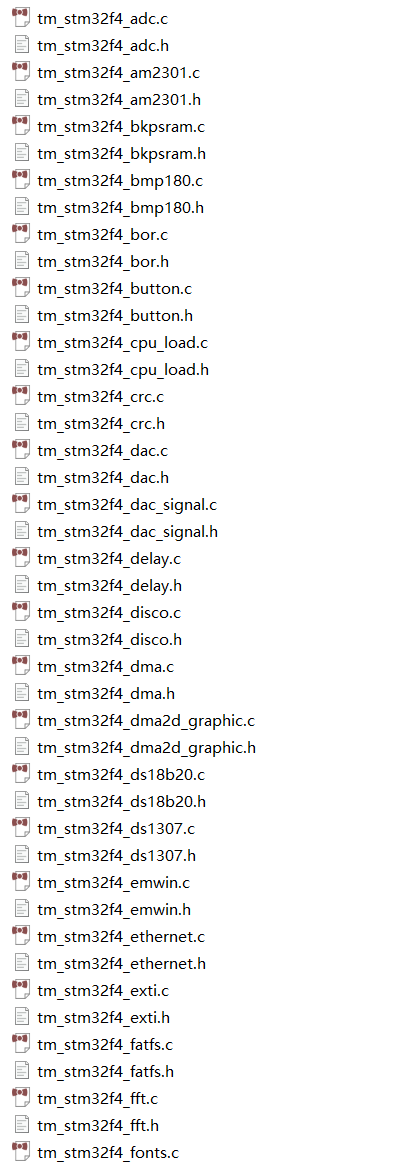 tm_stm32f4_adc.c
tm_stm32f4_adc.h
tm_stm32f4_am2301.c
tm_stm32f4_am2301.h
tm_stm32f4_bkpsram.c
tm_stm32f4_bkpsram.h
tm_stm32f4_bmp180.c
tm_stm32f4_bmp180.h
tm_stm32f4_bor.c
tm_stm32f4_bor.h
tm_stm32f4_button.c
tm_stm32f4_button.h
tm_stm32f4_cpu_load.c
tm_stm32f4_cpu_load.h
tm_stm32f4_crc.c
tm_stm32f4_crc.h
tm_stm32f4_dac.c
tm_stm32f4_dac.h
tm_stm32f4_dac_signal.c
tm_stm32f4_dac_signal.h
tm_stm32f4_delay.c
tm_stm32f4_delay.h
tm_stm32f4_disco.c
tm_stm32f4_disco.h
tm_stm32f4_dma.c
tm_stm32f4_dma.h
tm_stm32f4_dma2d_graphic.c
tm_stm32f4_dma2d_graphic.h
tm_stm32f4_ds18b20.c
tm_stm32f4_ds18b20.h
tm_stm32f4_ds1307.c
tm_stm32f4_ds1307.h
tm_stm32f4_emwin.c
tm_stm32f4_emwin.h
tm_stm32f4_ethernet.c
tm_stm32f4_ethernet.h
tm_stm32f4_exti.c
tm_stm32f4_exti.h
tm_stm32f4_fatfs.c
tm_stm32f4_fatfs.h
tm_stm32f4_fft.c
tm_stm32f4_fft.h
tm_stm32f4_fonts.c